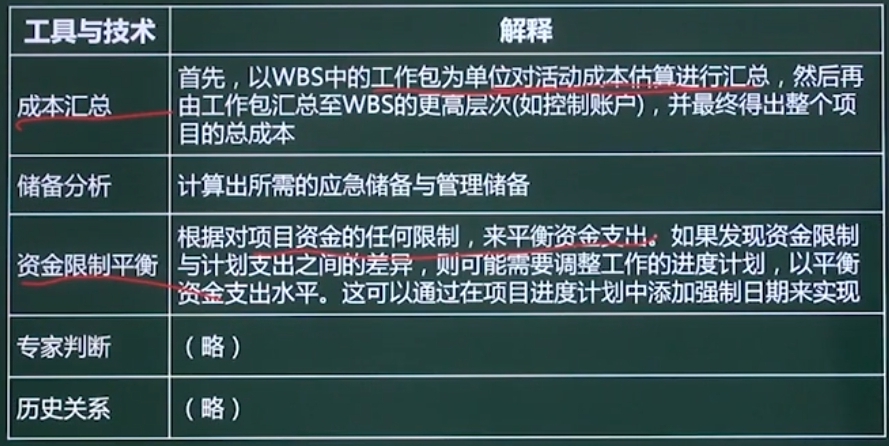 工具与技术
解释
成本汇总
首先，以WBS中的工作包为单位对活动成本估算进行汇总，然后再
由工作包汇总至WBS的更高层次(如控制账户)，并最终得出整个项
目的总成本
储备分析
计算出所需的应急储备与管理储备
资金限制平衡
根据对项目资金的任何限制，来平衡资金支出。如果发现资金限制
与计划支出之间的差异，则可能需要调整工作的进度计划，以平衡
资金支出水平。这可以通过在项目进度计划中添加强制日期来实现
专家判断
（略）
历史关系
（略）